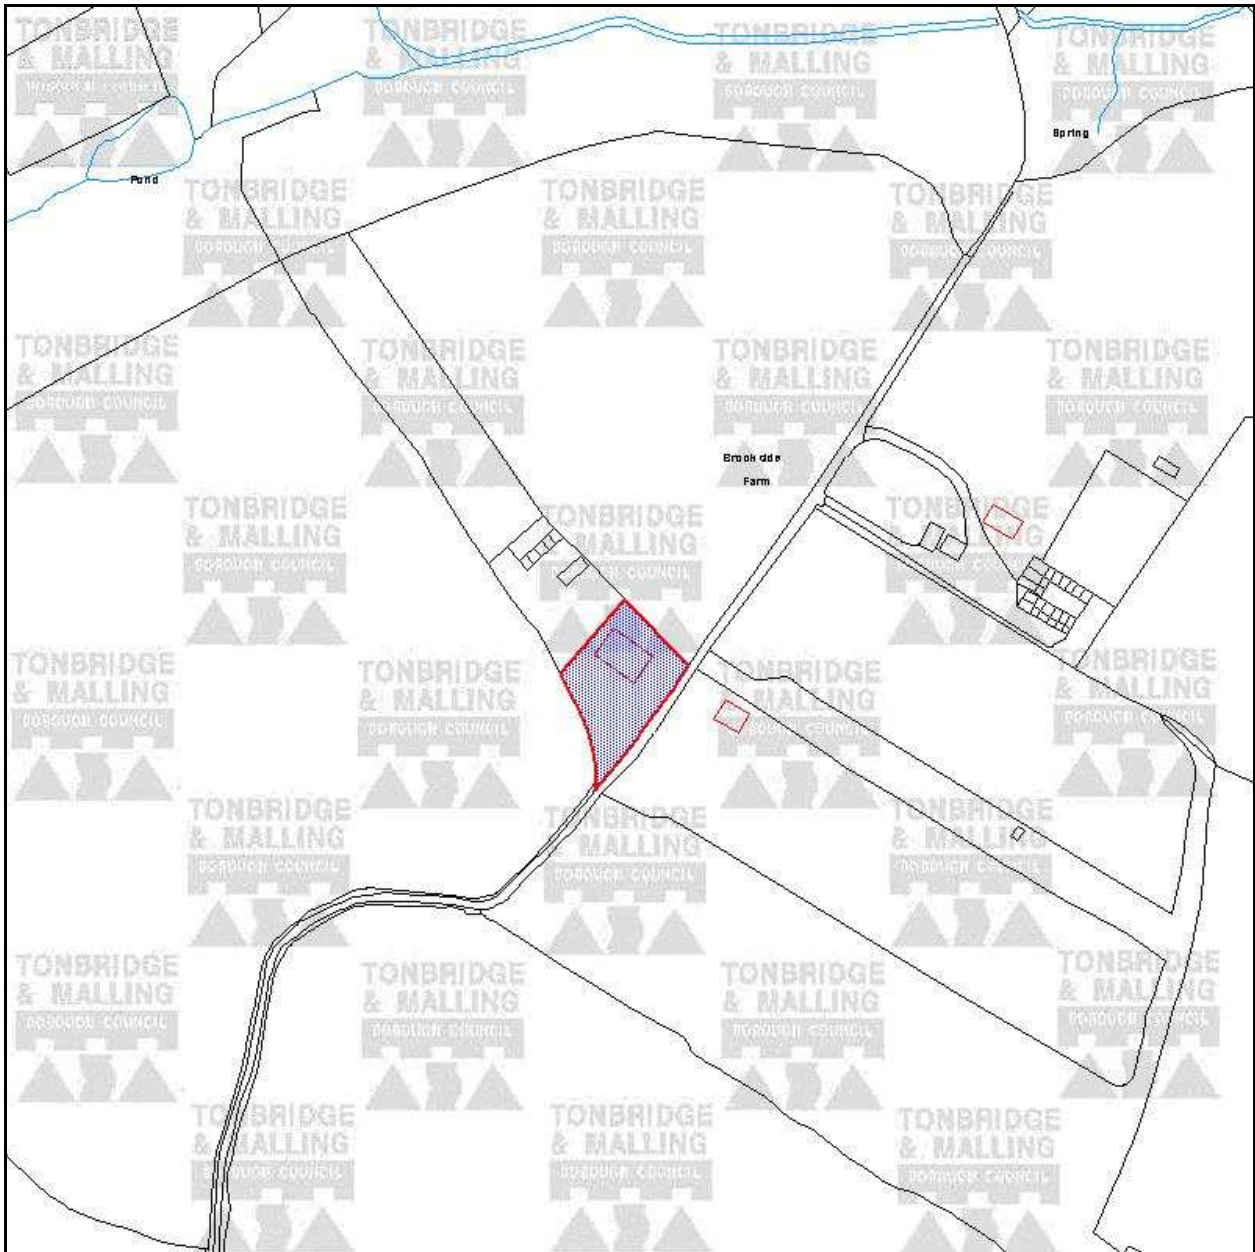 TONBRIDGE
& MALLING
BOROUGH COUNCIL
Spring
Pond
Brookside
Farm